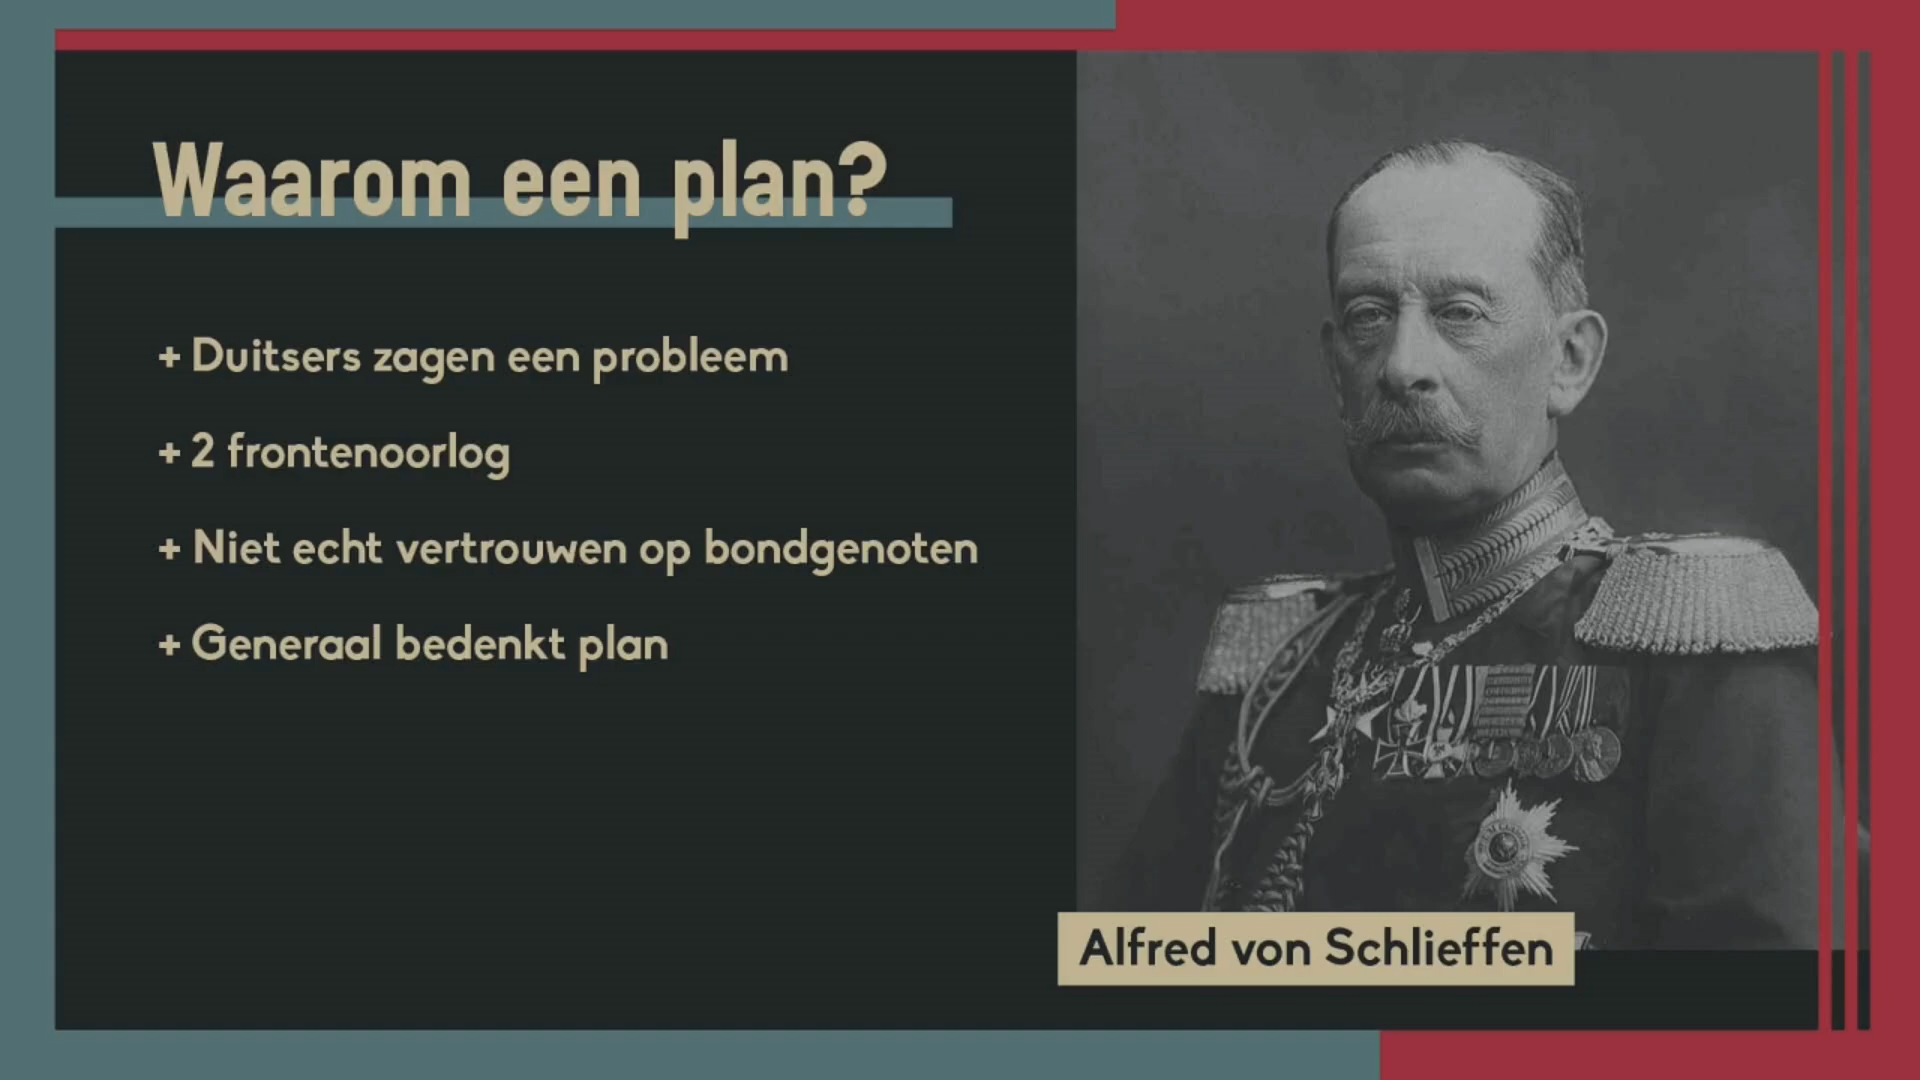 Waarom een plan?
+ Duitsers zagen een probleem
+ 2 frontenoorlog
+ Niet echt vertrouwen op bondgenoten
+ Generaal bedenkt plan
Alfred von Schlieffen